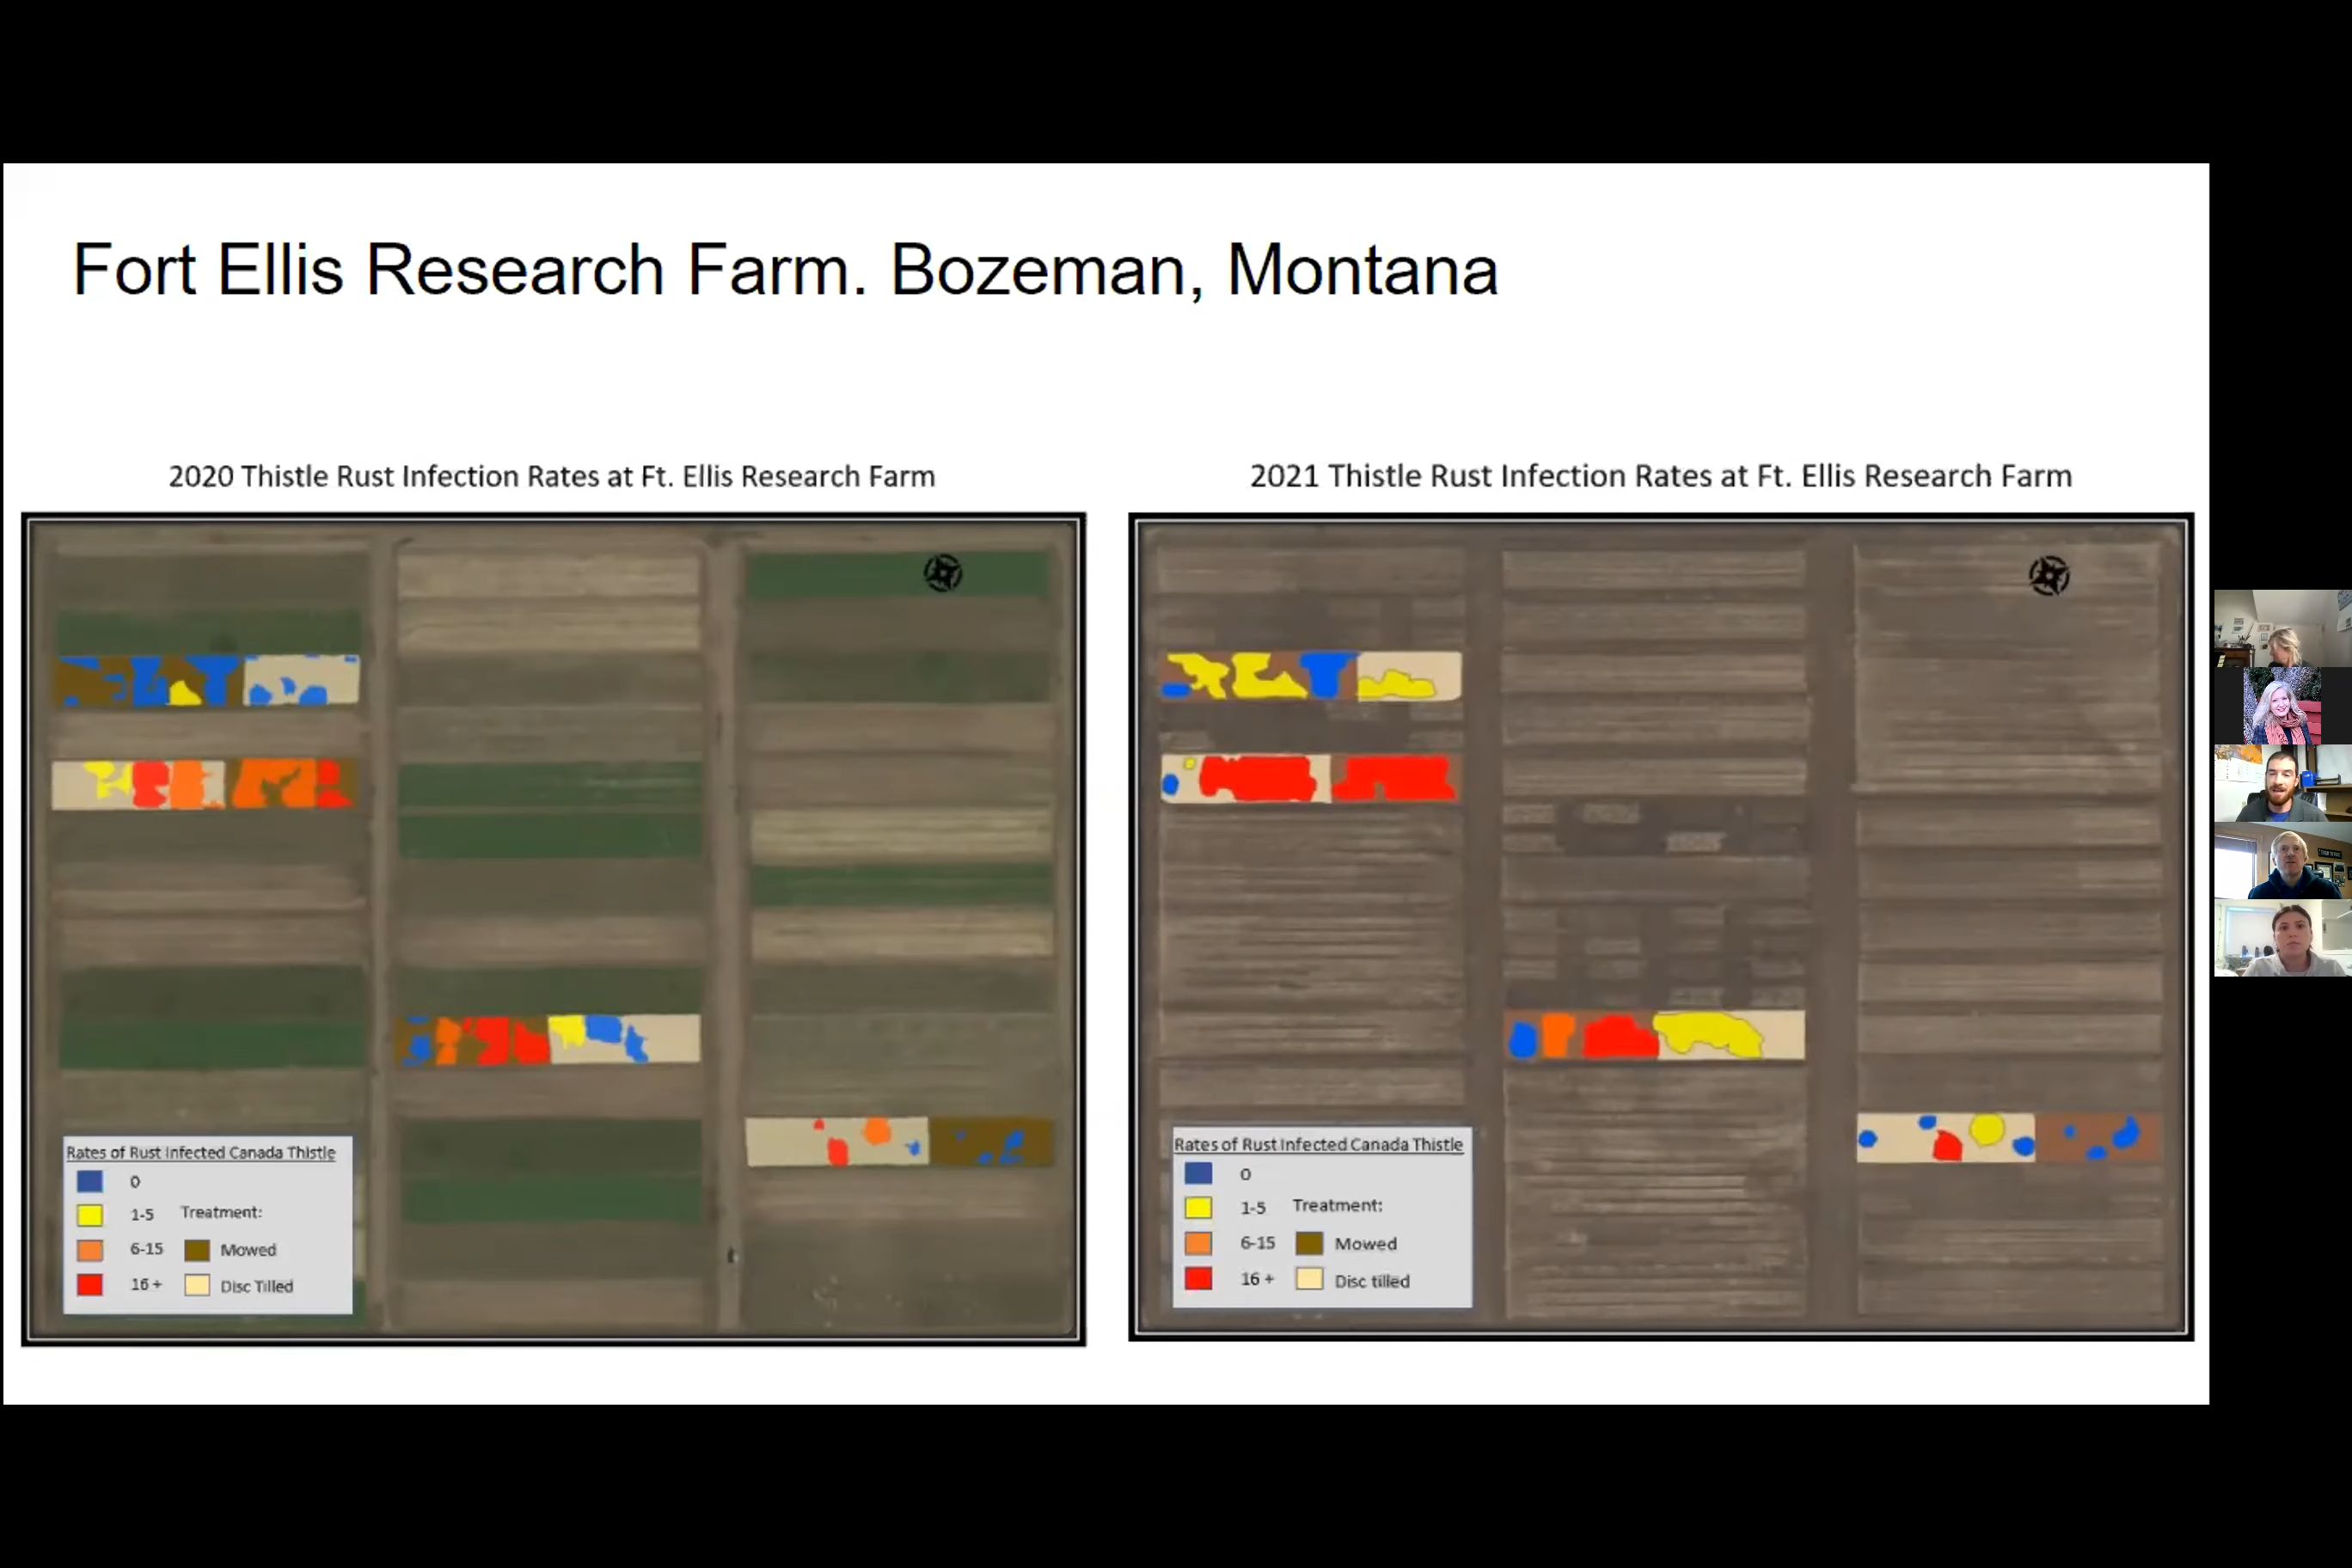 Fort Ellis Research Farm. Bozeman, Montana
2020 Thistle Rust Infection Rates at Ft. Ellis Research Farm
Rates of Rust Infected Canada Thistle
0
1-5 Treatment:
6-15 Mowed
16 + Disc Tilled
2021 Thistle Rust Infection Rates at Ft. Ellis Research Farm
Rates of Rust Infected Canada Thistle
0
1-5 Treatment:
6-15 Mowed
16 + Disc tilled